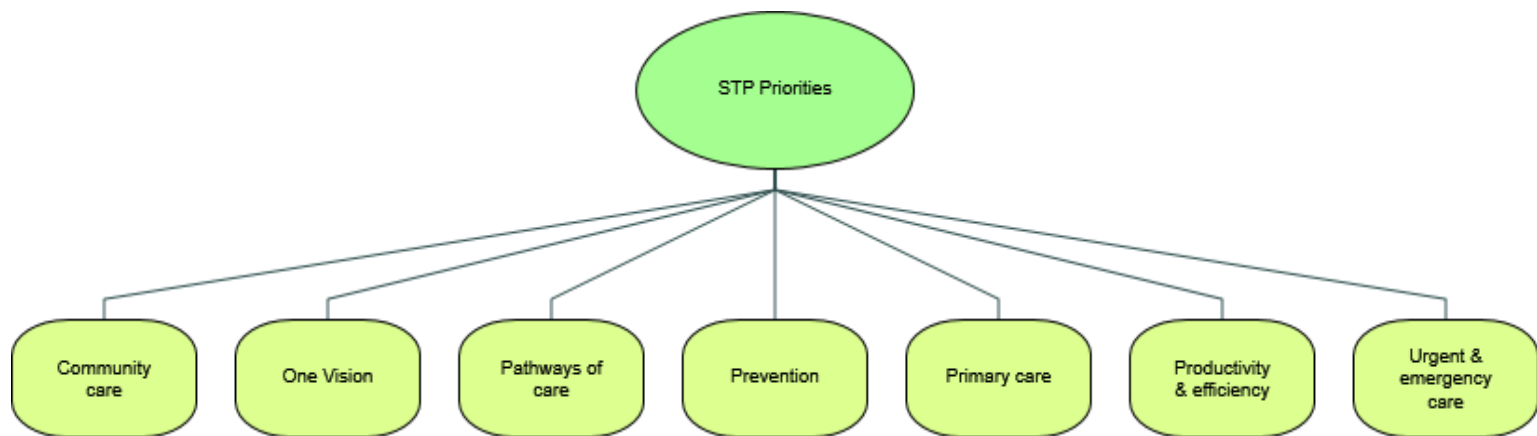 STP Priorities
Community
care
One Vision
Pathways of
care
Prevention
Primary care
Productivity
& efficiency
Urgent &
emergency
care